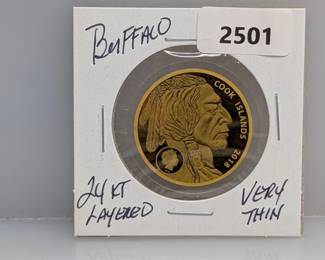 BUFFALO
2501
COOK ISLANDS 2018
24 KT
LAYERED
VERY
THIN